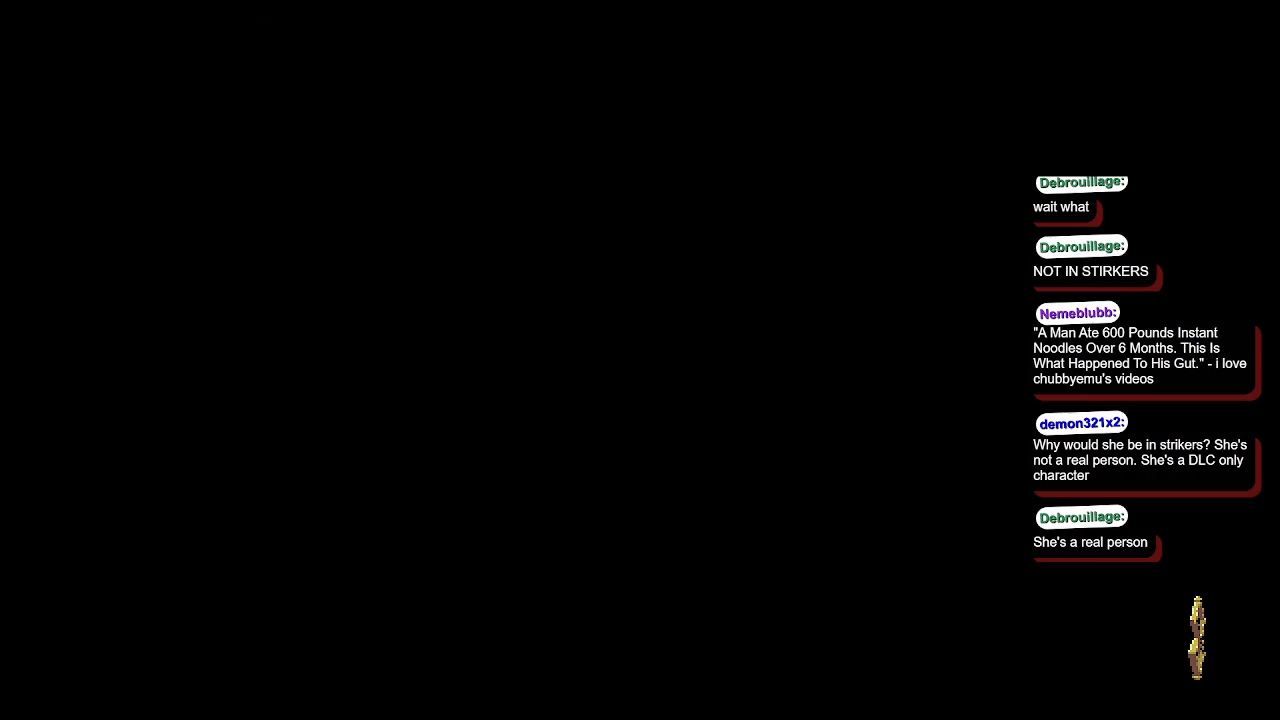 Debrouillage:
wait what
Debrouillage:
NOT IN STIRKERS
Nemeblubb:
"A Man Ate 600 Pounds Instant
Noodles Over 6 Months. This Is
What Happened To His Gut." - i love
chubbyemu's videos
demon321x2:
Why would she be in strikers? She's
not a real person. She's a DLC only
character
Debrouillage:
She's a real person